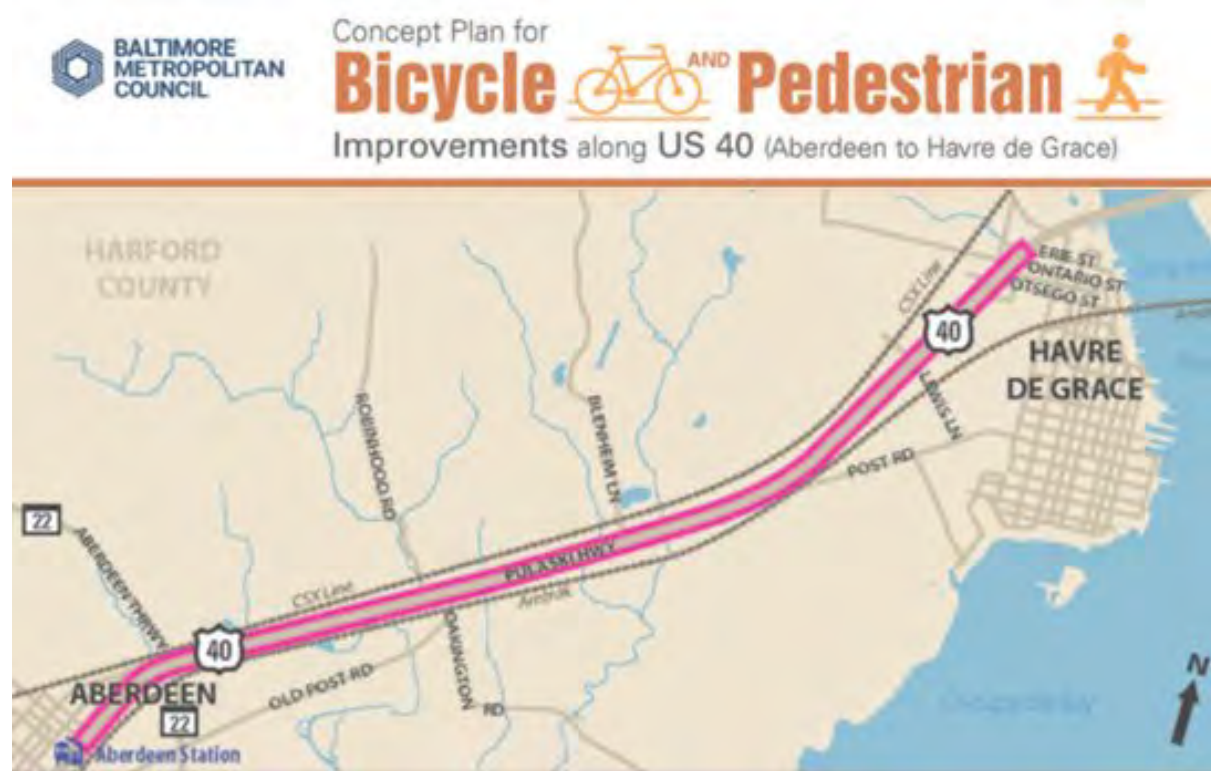 BALTIMORE
METROPOLITAN
COUNCIL
Concept Plan for
Bicycle AND Pedestrian
Improvements along US 40 (Aberdeen to Havre de Grace)
HARFORD
COUNTY
ERIE ST
ONTARIO ST
OTSEGO ST
CSX Line
40
HAVRE
DE GRACE
LEWIS LN
ROBINHOOD RD
BLENHEIM LN
POST RD
22
ABERDEEN THRWY
PULASKI HWY
CSX Line
Amtrak
40
OAKINGTON RD
OLD POST RD
ABERDEEN
22
Aberdeen Station
N